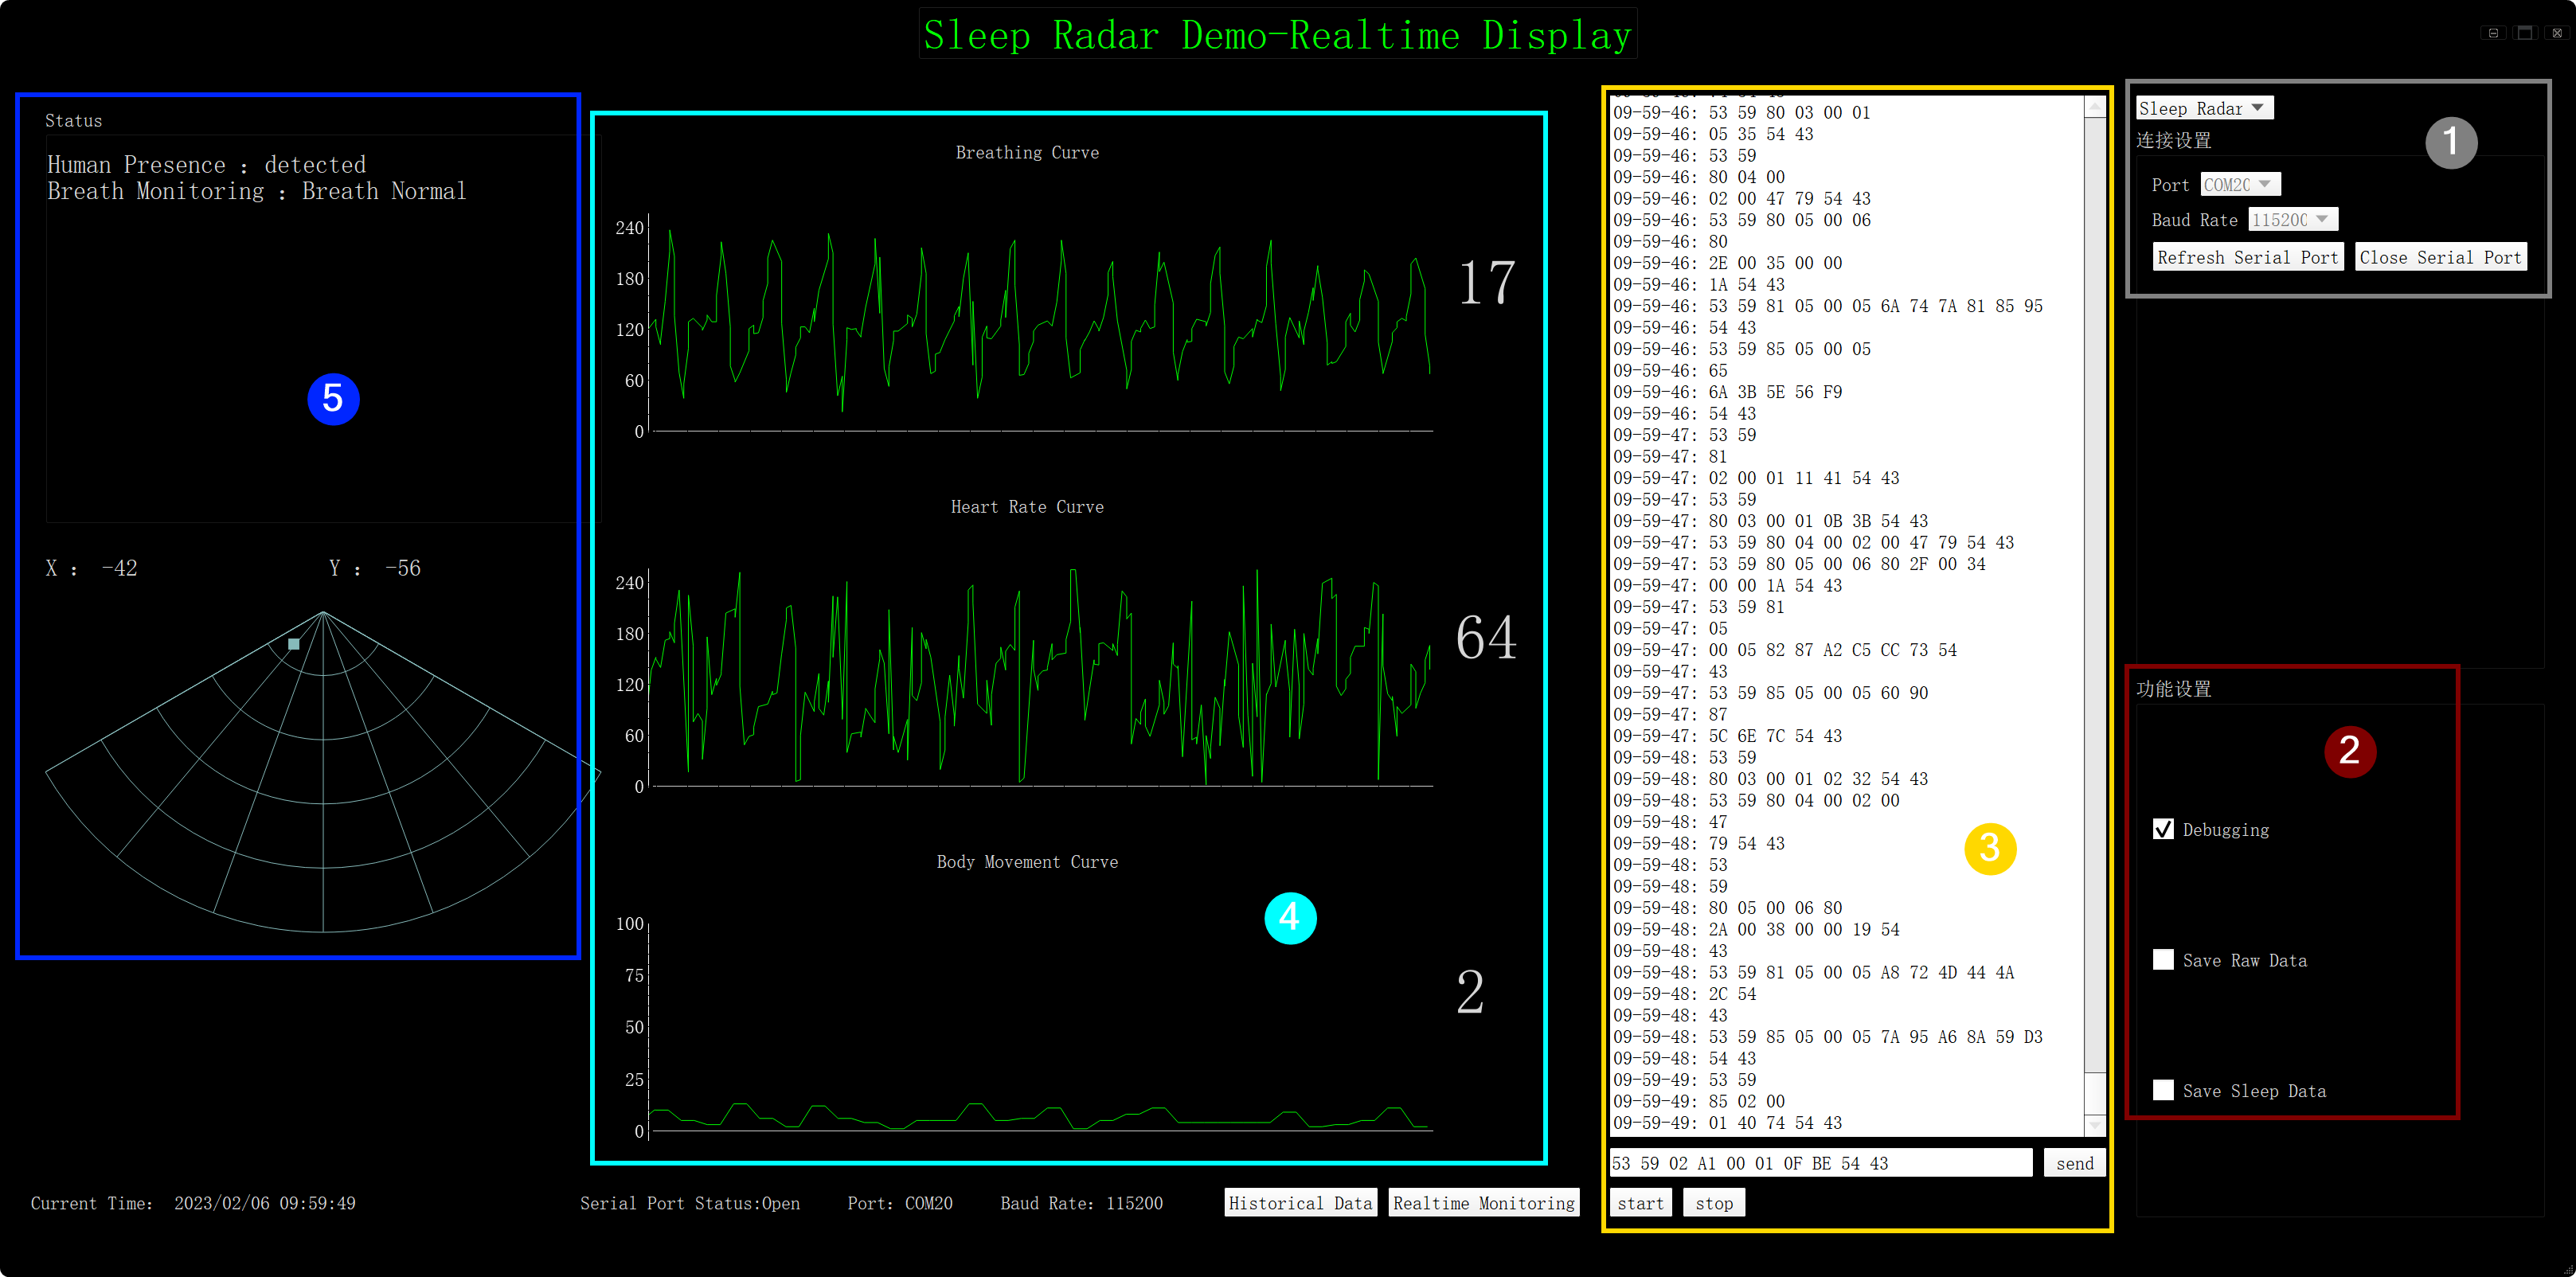 Sleep Radar Demo-Realtime Display
Status
Human Presence : detected
Breath Monitoring : Breath Normal
5
X : -42
Y : -56
Breathing Curve
240
180
120
60
0
17
Heart Rate Curve
240
180
120
60
0
64
Body Movement Curve
100
75
50
25
0
2
4
09-59-46: 53 59 80 03 00 01
09-59-46: 05 35 54 43
09-59-46: 53 59
09-59-46: 80 04 00
09-59-46: 02 00 47 79 54 43
09-59-46: 53 59 80 05 00 06
09-59-46: 80
09-59-46: 2E 00 35 00 00
09-59-46: 1A 54 43
09-59-46: 53 59 81 05 00 05 6A 74 7A 81 85 95
09-59-46: 54 43
09-59-46: 53 59 85 05 00 05
09-59-46: 65
09-59-46: 6A 3B 5E 56 F9
09-59-46: 54 43
09-59-47: 53 59
09-59-47: 81
09-59-47: 02 00 01 11 41 54 43
09-59-47: 53 59
09-59-47: 80 03 00 01 0B 3B 54 43
09-59-47: 53 59 80 04 00 02 00 47 79 54 43
09-59-47: 53 59 80 05 00 06 80 2F 00 34
09-59-47: 00 00 1A 54 43
09-59-47: 53 59 81
09-59-47: 05
09-59-47: 00 05 82 87 A2 C5 CC 73 54
09-59-47: 43
09-59-47: 53 59 85 05 00 05 60 90
09-59-47: 87
09-59-47: 5C 6E 7C 54 43
09-59-48: 53 59
09-59-48: 80 03 00 01 02 32 54 43
09-59-48: 53 59 80 04 00 02 00
09-59-48: 47
09-59-48: 79 54 43
09-59-48: 53
09-59-48: 59
09-59-48: 80 05 00 06 80
09-59-48: 2A 00 38 00 00 19 54
09-59-48: 43
09-59-48: 53 59 81 05 00 05 A8 72 4D 44 4A
09-59-48: 2C 54
09-59-48: 43
09-59-48: 53 59 85 05 00 05 7A 95 A6 8A 59 D3
09-59-48: 54 43
09-59-49: 53 59
09-59-49: 85 02 00
09-59-49: 01 40 74 54 43
3
53 59 02 A1 00 01 0F BE 54 43
send
start
stop
Sleep Radar
连接设置
1
Port COM20
Baud Rate 115200
Refresh Serial Port
Close Serial Port
功能设置
2
Debugging
Save Raw Data
Save Sleep Data
Current Time: 2023/02/06 09:59:49
Serial Port Status:Open
Port: COM20
Baud Rate: 115200
Historical Data
Realtime Monitoring